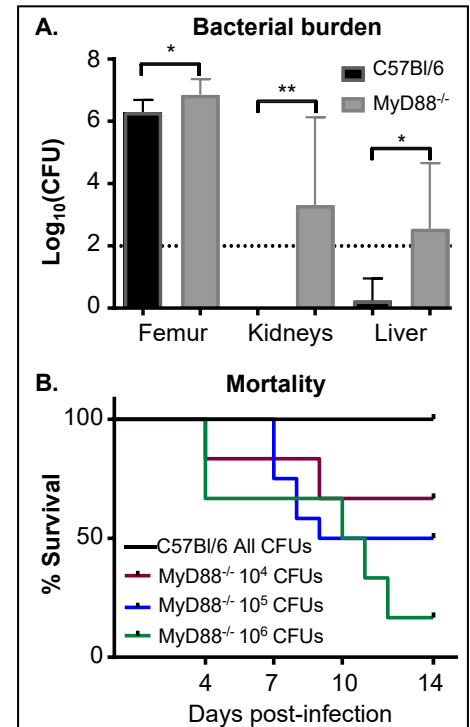 A. Bacterial burden
C57Bl/6
MyD88-/-
* ** *
Log10(CFU)
8
6
4
2
0
Femur Kidneys Liver
B. Mortality
% Survival
100
50
0
C57Bl/6 All CFUs
MyD88-/- 10⁴ CFUs
MyD88-/- 10⁵ CFUs
MyD88-/- 10⁶ CFUs
4 7 10 14
Days post-infection